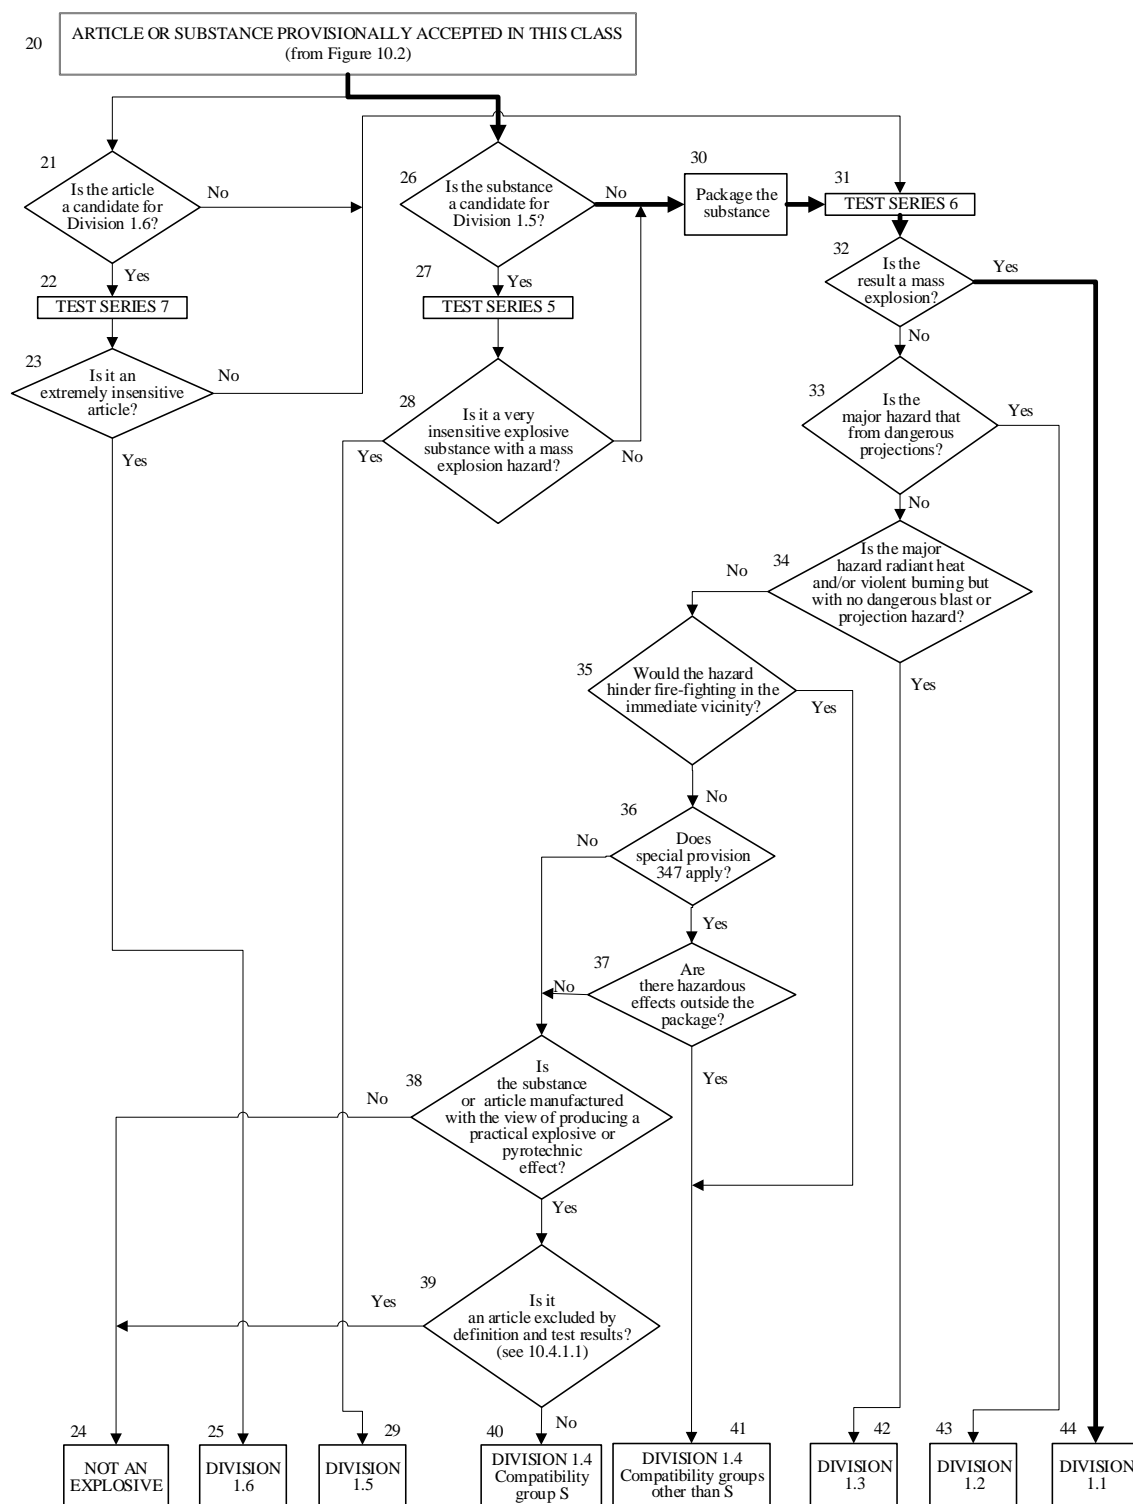 20
ARTICLE OR SUBSTANCE PROVISIONALLY ACCEPTED IN THIS CLASS
(from Figure 10.2)
21
Is the article
a candidate for
Division 1.6?
No
Yes
22
TEST SERIES 7
23
Is it an
extremely insensitive
article?
No
Yes
26
Is the substance
a candidate for
Division 1.5?
No
Yes
27
TEST SERIES 5
28
Is it a very
insensitive explosive
substance with a mass
explosion hazard?
Yes
No
30
Package the
substance
31
TEST SERIES 6
32
Is the
result a mass
explosion?
Yes
No
33
Is the
major hazard that
from dangerous
projections?
Yes
No
34
Is the major
hazard radiant heat
and/or violent burning but
with no dangerous blast or
projection hazard?
No
Yes
35
Would the hazard
hinder fire-fighting in the
immediate vicinity?
Yes
No
36
Does
special provision
347 apply?
No
Yes
37
Are
there hazardous
effects outside the
package?
No
Yes
38
Is
the substance
or article manufactured
with the view of producing a
practical explosive or
pyrotechnic
effect?
No
Yes
39
Is it
an article excluded by
definition and test results?
(see 10.4.1.1)
Yes
No
24
NOT AN
EXPLOSIVE
25
DIVISION
1.6
29
DIVISION
1.5
40
DIVISION 1.4
Compatibility
group S
41
DIVISION 1.4
Compatibility groups
other than S
42
DIVISION
1.3
43
DIVISION
1.2
44
DIVISION
1.1